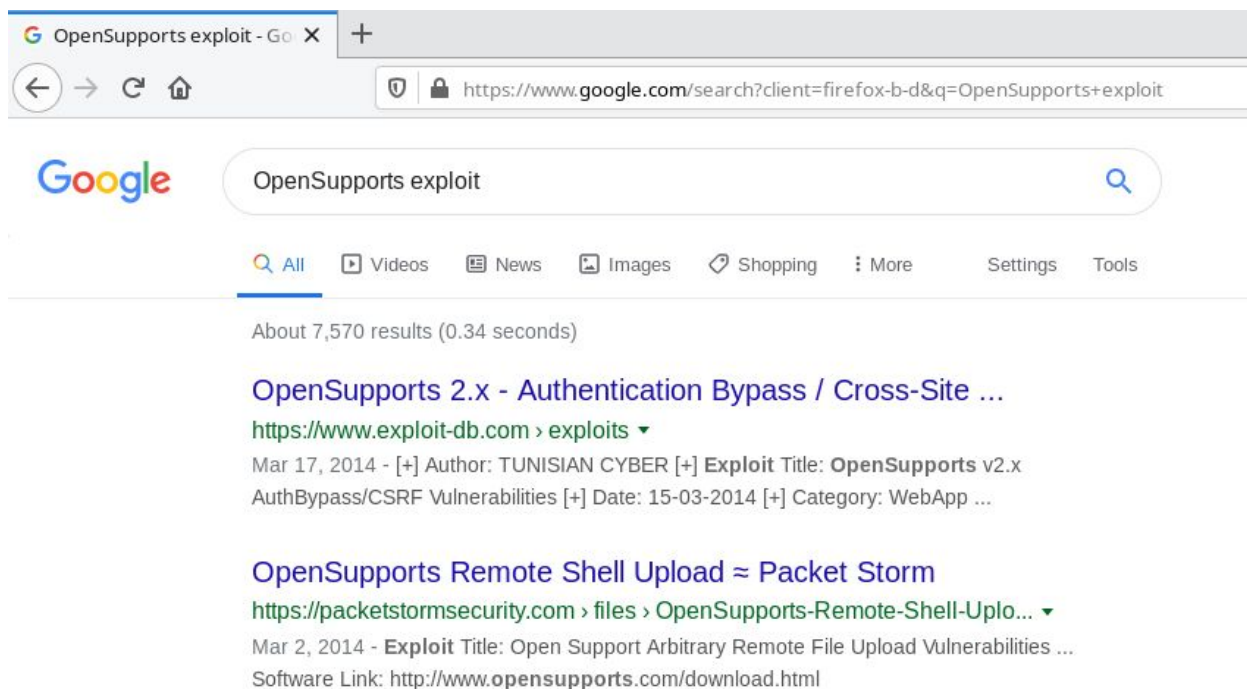 OpenSupports exploit - Go
https://www.google.com/search?client=firefox-b-d&q=OpenSupports+exploit
Google
OpenSupports exploit
All Videos News Images Shopping More Settings Tools
About 7,570 results (0.34 seconds)
OpenSupports 2.x - Authentication Bypass / Cross-Site ...
https://www.exploit-db.com › exploits
Mar 17, 2014 - [+] Author: TUNISIAN CYBER [+] Exploit Title: OpenSupports v2.x
AuthBypass/CSRF Vulnerabilities [+] Date: 15-03-2014 [+] Category: WebApp ...
OpenSupports Remote Shell Upload ≈ Packet Storm
https://packetstormsecurity.com › files › OpenSupports-Remote-Shell-Uplo...
Mar 2, 2014 - Exploit Title: Open Support Arbitrary Remote File Upload Vulnerabilities ...
Software Link: http://www.opensupports.com/download.html